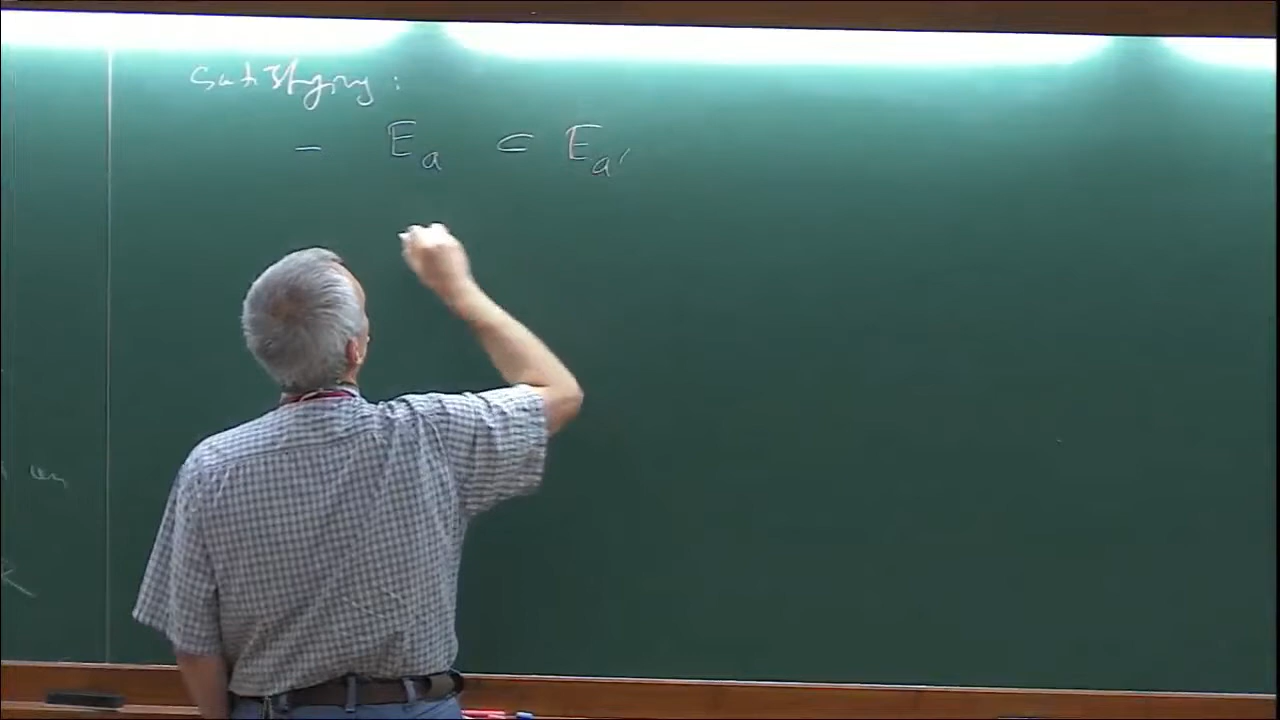 Satisfying:
- E_a ⊂ E_a'